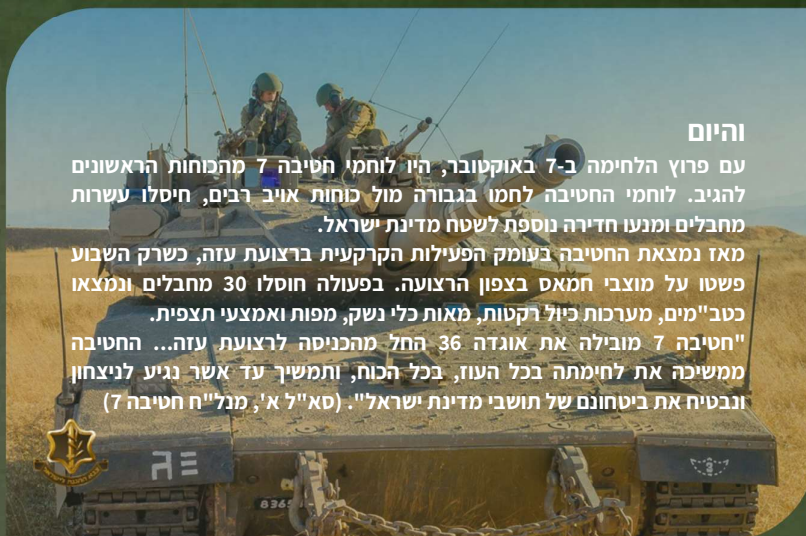 והיום
עם פרוץ הלחימה ב-7 באוקטובר, היו לוחמי חטיבה 7 מהכוחות הראשונים
להגיב. לוחמי החטיבה לחמו בגבורה מול כוחות אויב רבים, חיסלו עשרות
מחבלים ומנעו חדירה נוספת לשטח מדינת ישראל.
מאז נמצאת החטיבה בעומק הפעילות הקרקעית ברצועת עזה, כשרק השבוע
פשטו על מוצבי חמאס בצפון הרצועה. בפעולה חוסלו 30 מחבלים ונמצאו
כטב"מים, מערכות כיול רקטות, מאות כלי נשק, מפות ואמצעי תצפית.
"חטיבה 7 מובילה את אוגדה 36 החל מהכניסה לרצועת עזה... החטיבה
ממשיכה את לחימתה בכל העוז, בכל הכוח, ותמשיך עד אשר נגיע לניצחון
ונבטיח את ביטחונם של תושבי מדינת ישראל". (סא"ל א', מנל"ח חטיבה 7)